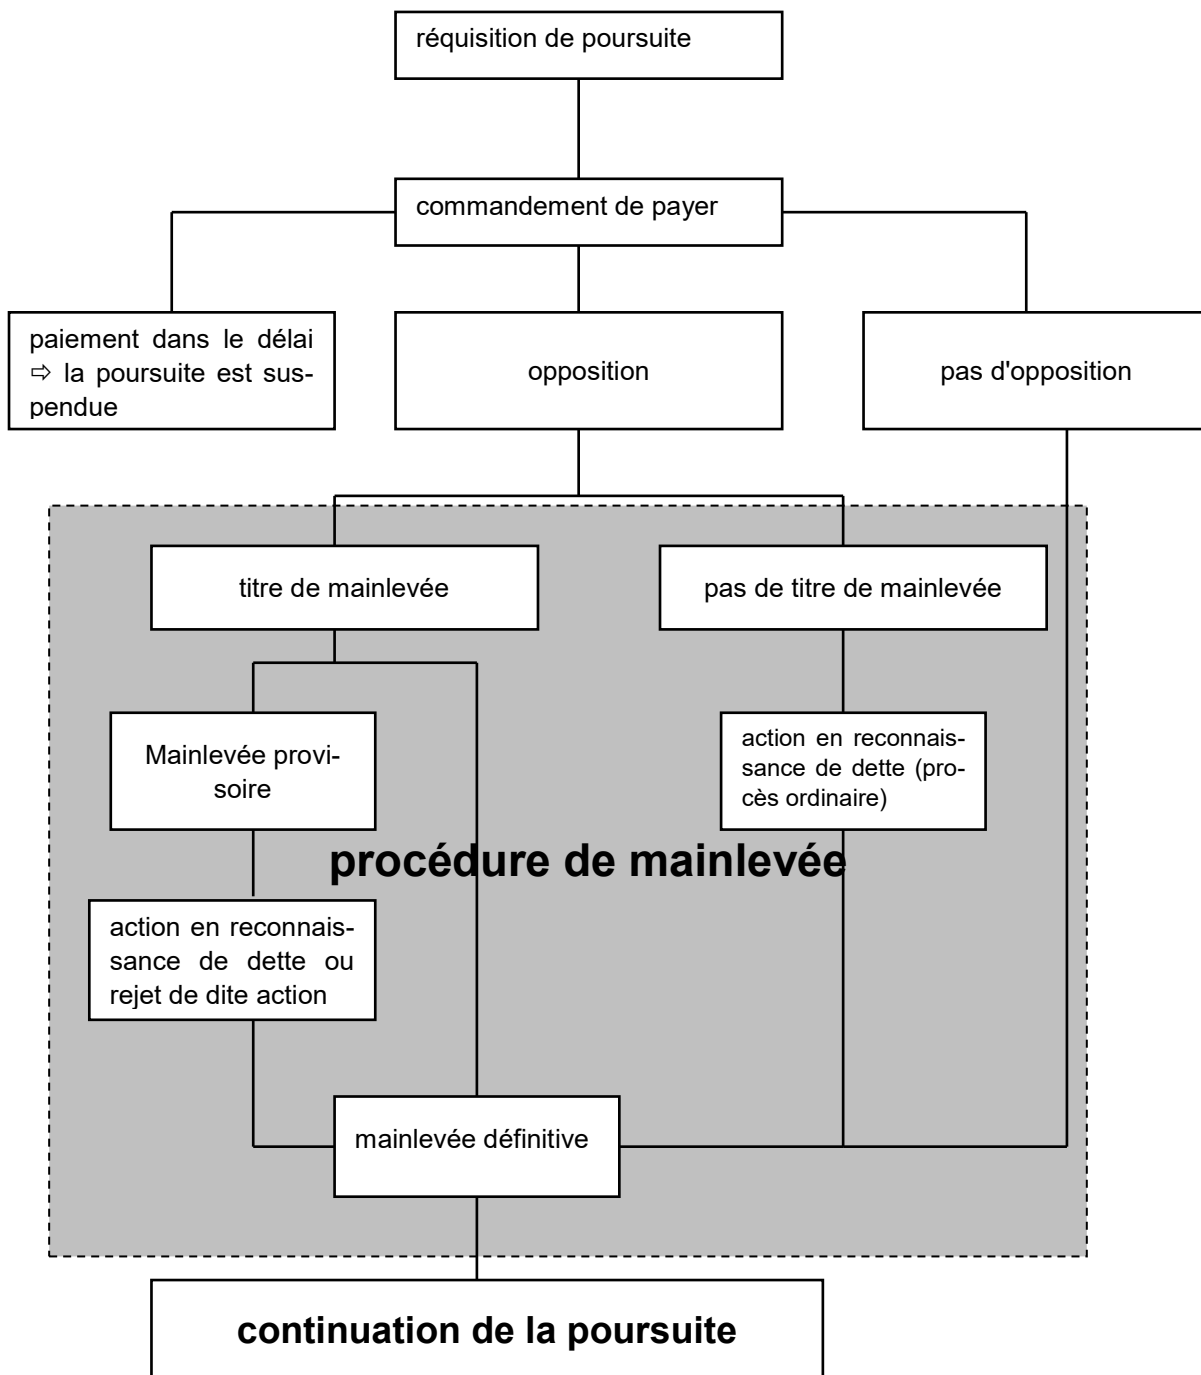 réquisition de poursuite
commandement de payer
paiement dans le délai
⇨ la poursuite est sus-
pendue
opposition
pas d'opposition
titre de mainlevée
pas de titre de mainlevée
Mainlevée provi-
soire
action en reconnais-
sance de dette (pro-
cès ordinaire)
procédure de mainlevée
action en reconnais-
sance de dette ou
rejet de dite action
mainlevée définitive
continuation de la poursuite